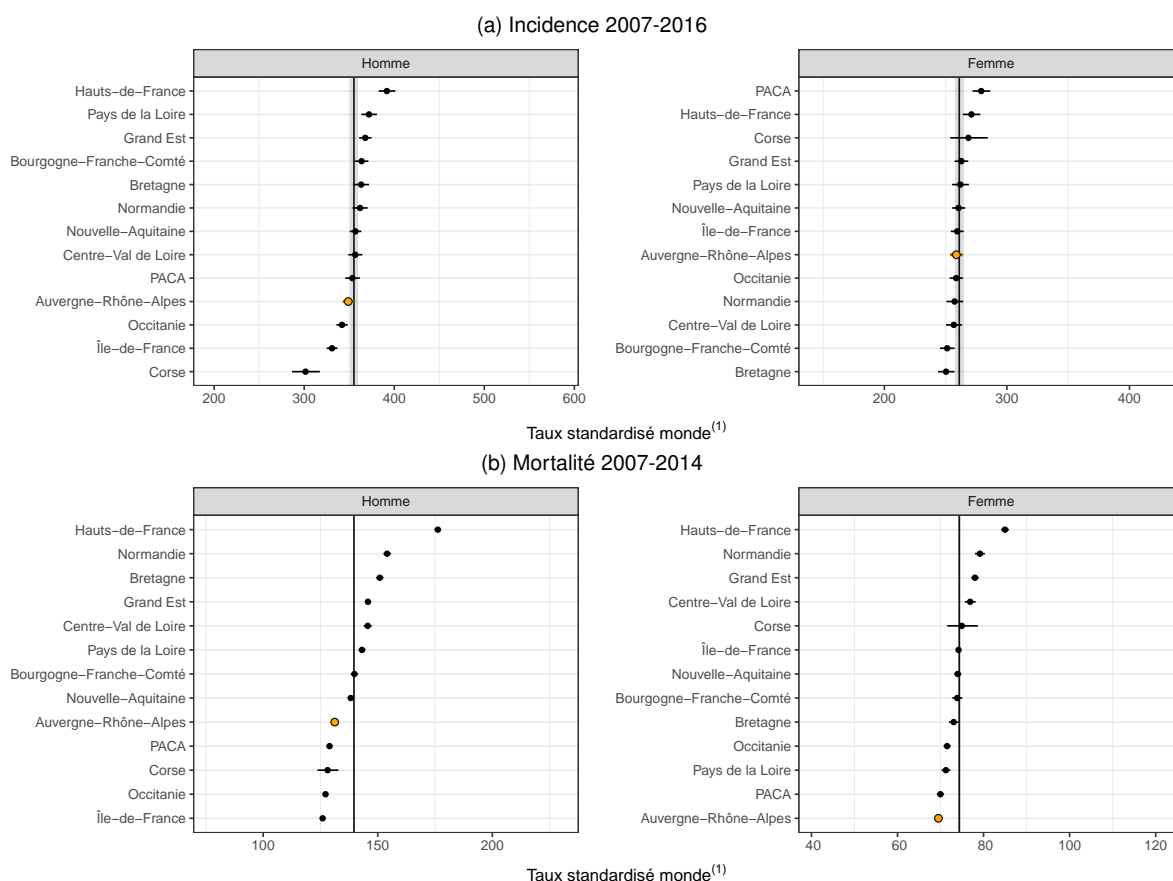 (a) Incidence 2007-2016
Homme
Hauts−de−France
Pays de la Loire
Grand Est
Bourgogne−Franche−Comté
Bretagne
Normandie
Nouvelle−Aquitaine
Centre−Val de Loire
PACA
Auvergne−Rhône−Alpes
Occitanie
Île−de−France
Corse
200 300 400 500 600
Femme
PACA
Hauts−de−France
Corse
Grand Est
Pays de la Loire
Nouvelle−Aquitaine
Île−de−France
Auvergne−Rhône−Alpes
Occitanie
Normandie
Centre−Val de Loire
Bourgogne−Franche−Comté
Bretagne
200 300 400
Taux standardisé monde(1)
(b) Mortalité 2007-2014
Homme
Hauts−de−France
Normandie
Bretagne
Grand Est
Centre−Val de Loire
Pays de la Loire
Bourgogne−Franche−Comté
Nouvelle−Aquitaine
Auvergne−Rhône−Alpes
PACA
Corse
Occitanie
Île−de−France
100 150 200
Femme
Hauts−de−France
Normandie
Grand Est
Centre−Val de Loire
Corse
Île−de−France
Nouvelle−Aquitaine
Bourgogne−Franche−Comté
Bretagne
Occitanie
Pays de la Loire
PACA
Auvergne−Rhône−Alpes
40 60 80 100 120
Taux standardisé monde(1)